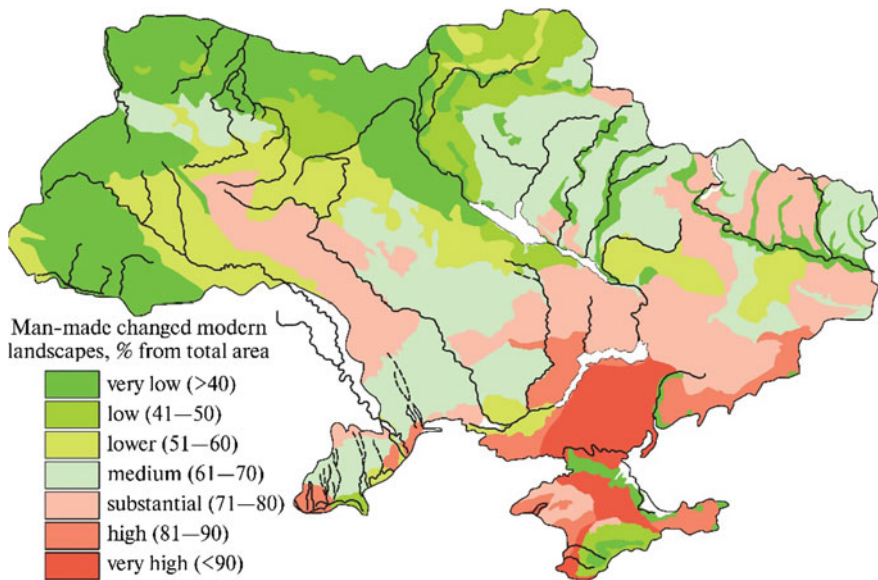 Man-made changed modern
landscapes, % from total area
very low (>40)
low (41—50)
lower (51—60)
medium (61—70)
substantial (71—80)
high (81—90)
very high (<90)